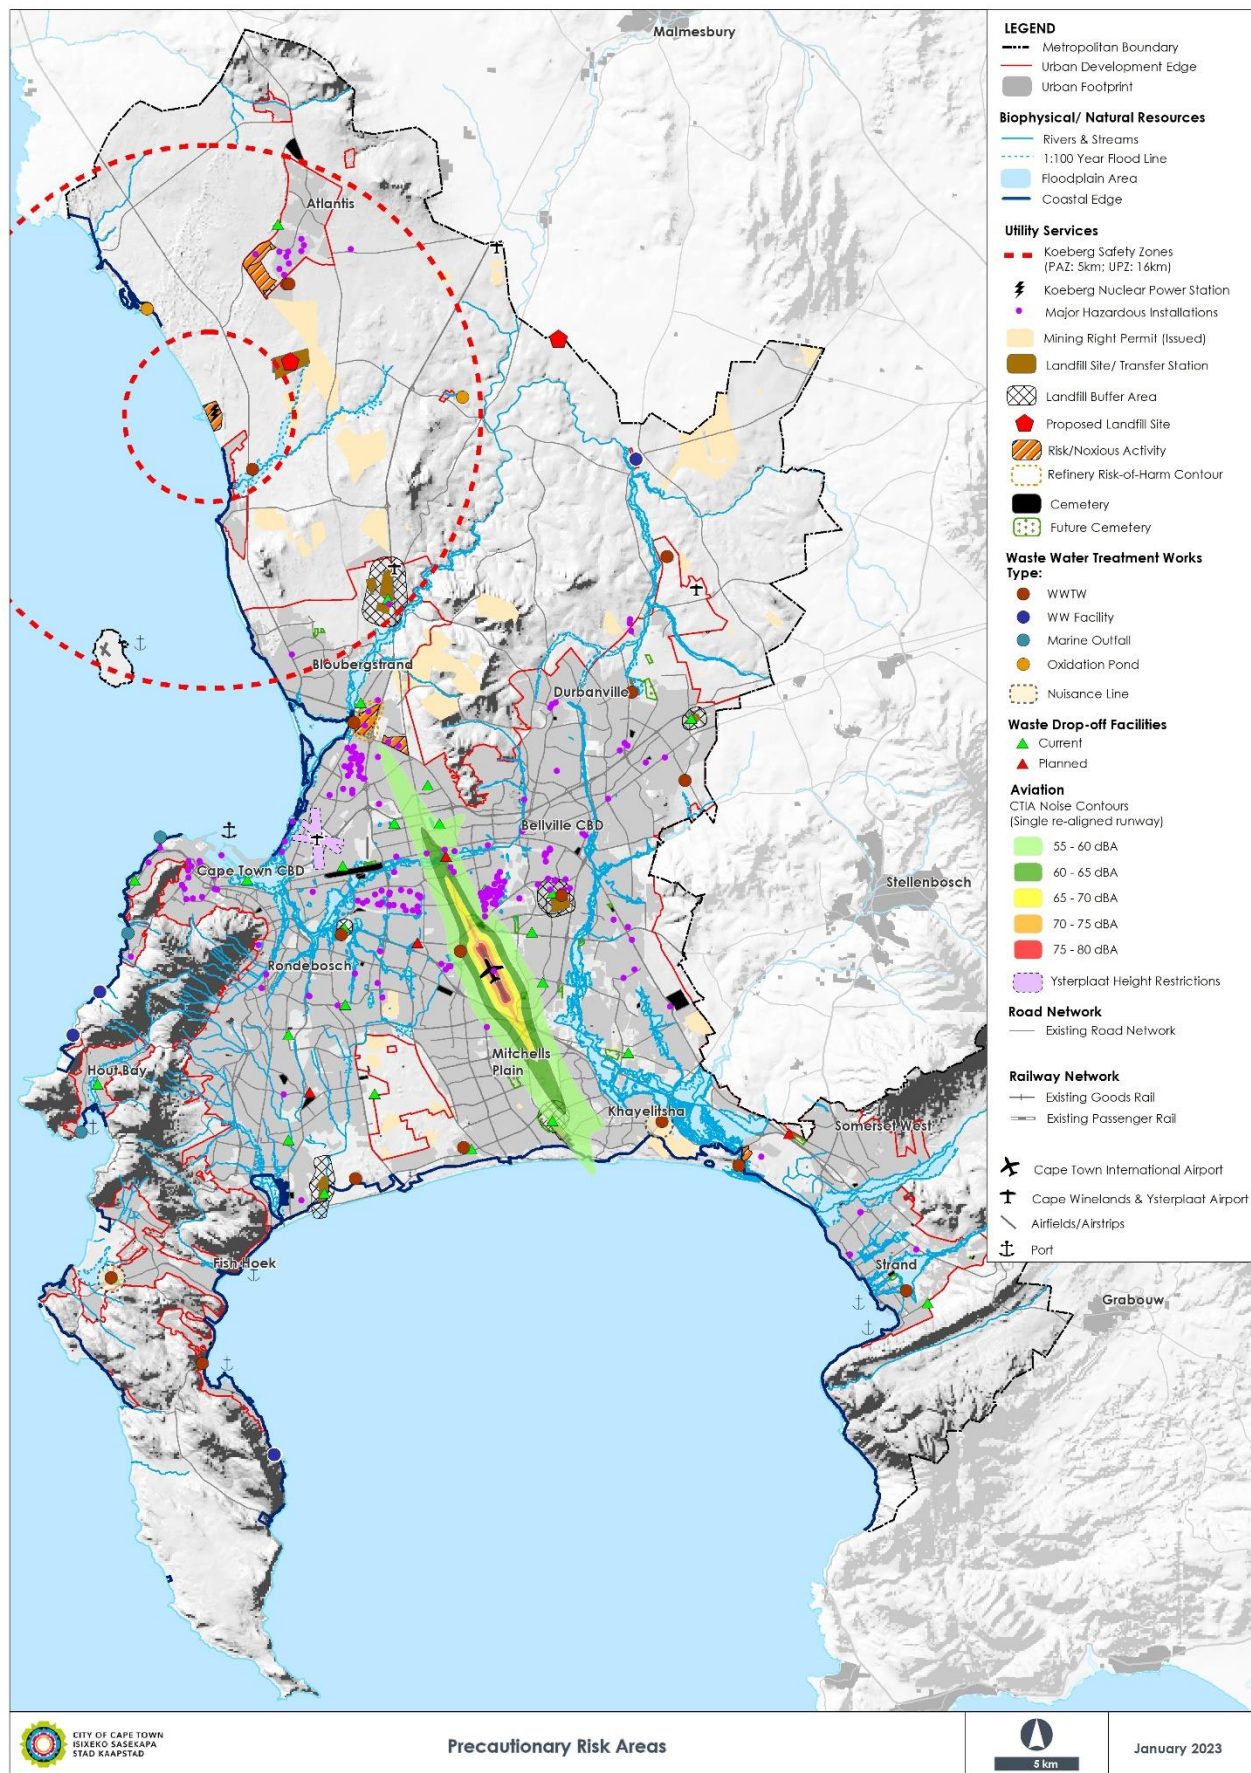 Malmesbury
Atlantis
Bloubergstrand
Durbanville
Bellville CBD
Cape Town CBD
Stellenbosch
Rondebosch
Mitchells
Plain
Hout Bay
Khayelitsha
Somerset West
Fish Hoek
Strand
Grabouw
LEGEND
Metropolitan Boundary
Urban Development Edge
Urban Footprint
Biophysical/ Natural Resources
Rivers & Streams
1:100 Year Flood Line
Floodplain Area
Coastal Edge
Utility Services
Koeberg Safety Zones
(PAZ: 5km; UPZ: 16km)
Koeberg Nuclear Power Station
Major Hazardous Installations
Mining Right Permit (Issued)
Landfill Site/ Transfer Station
Landfill Buffer Area
Proposed Landfill Site
Risk/Noxious Activity
Refinery Risk-of-Harm Contour
Cemetery
Future Cemetery
Waste Water Treatment Works
Type:
WWTW
WW Facility
Marine Outfall
Oxidation Pond
Nuisance Line
Waste Drop-off Facilities
Current
Planned
Aviation
CTIA Noise Contours
(Single re-aligned runway)
55 - 60 dBA
60 - 65 dBA
65 - 70 dBA
70 - 75 dBA
75 - 80 dBA
Ysterplaat Height Restrictions
Road Network
Existing Road Network
Railway Network
Existing Goods Rail
Existing Passenger Rail
Cape Town International Airport
Cape Winelands & Ysterplaat Airport
Airfields/Airstrips
Port
CITY OF CAPE TOWN
ISIXEKO SASEKAPA
STAD KAAPSTAD
Precautionary Risk Areas
5 km
January 2023